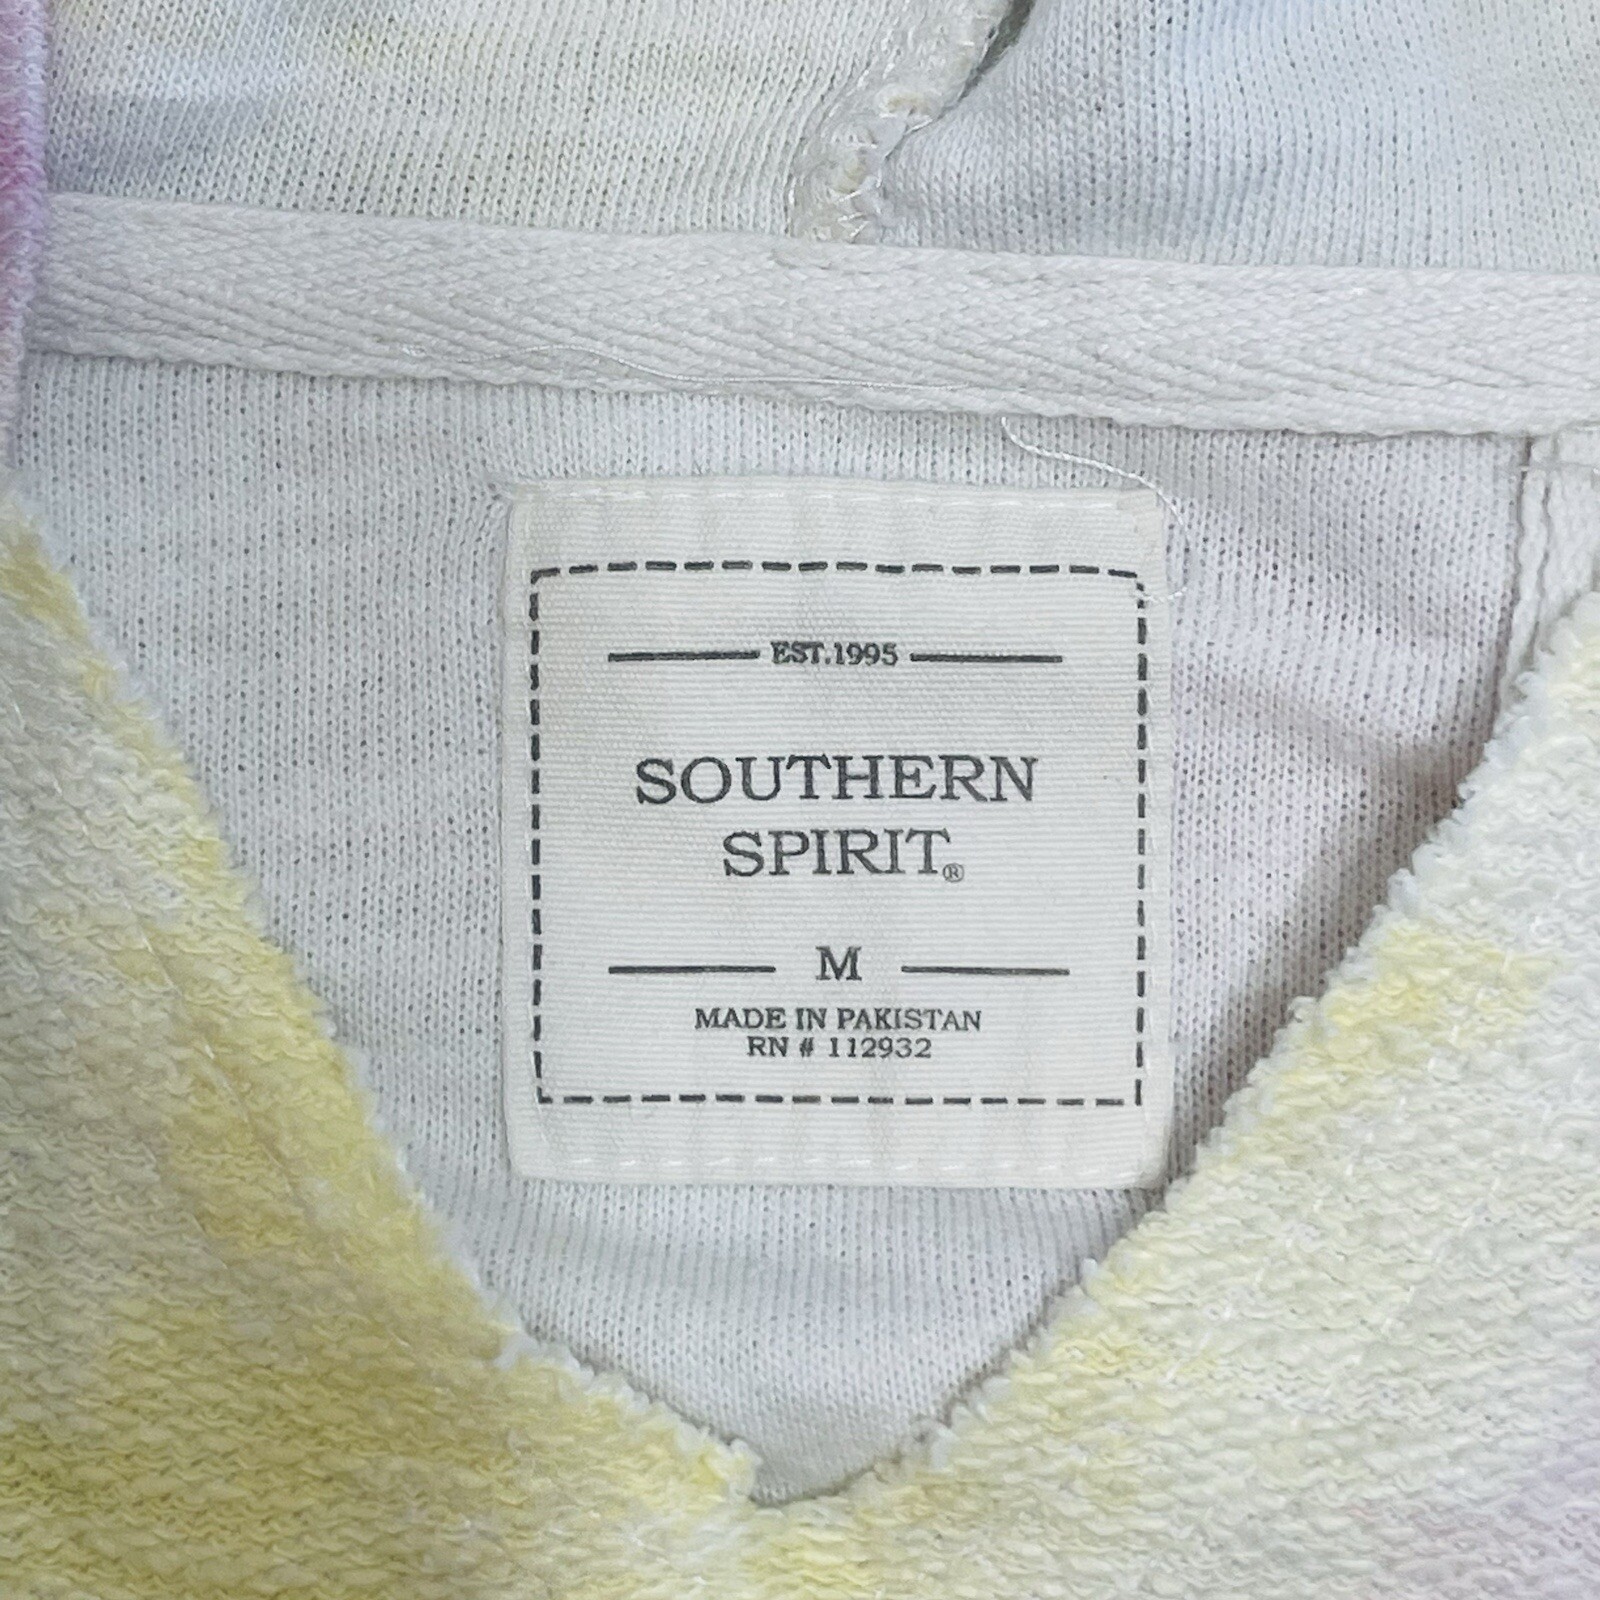 EST.1995
SOUTHERN
SPIRIT®
M
MADE IN PAKISTAN
RN # 112932